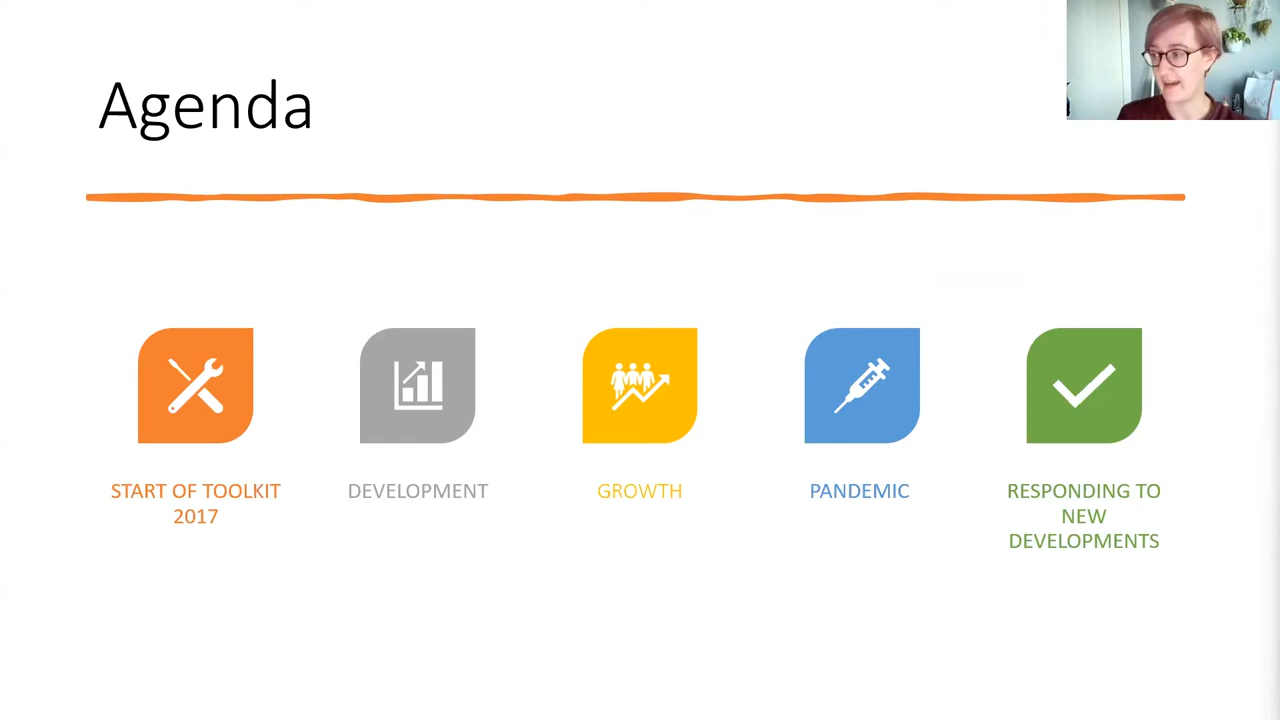 Agenda
START OF TOOLKIT
2017
DEVELOPMENT
GROWTH
PANDEMIC
RESPONDING TO
NEW
DEVELOPMENTS